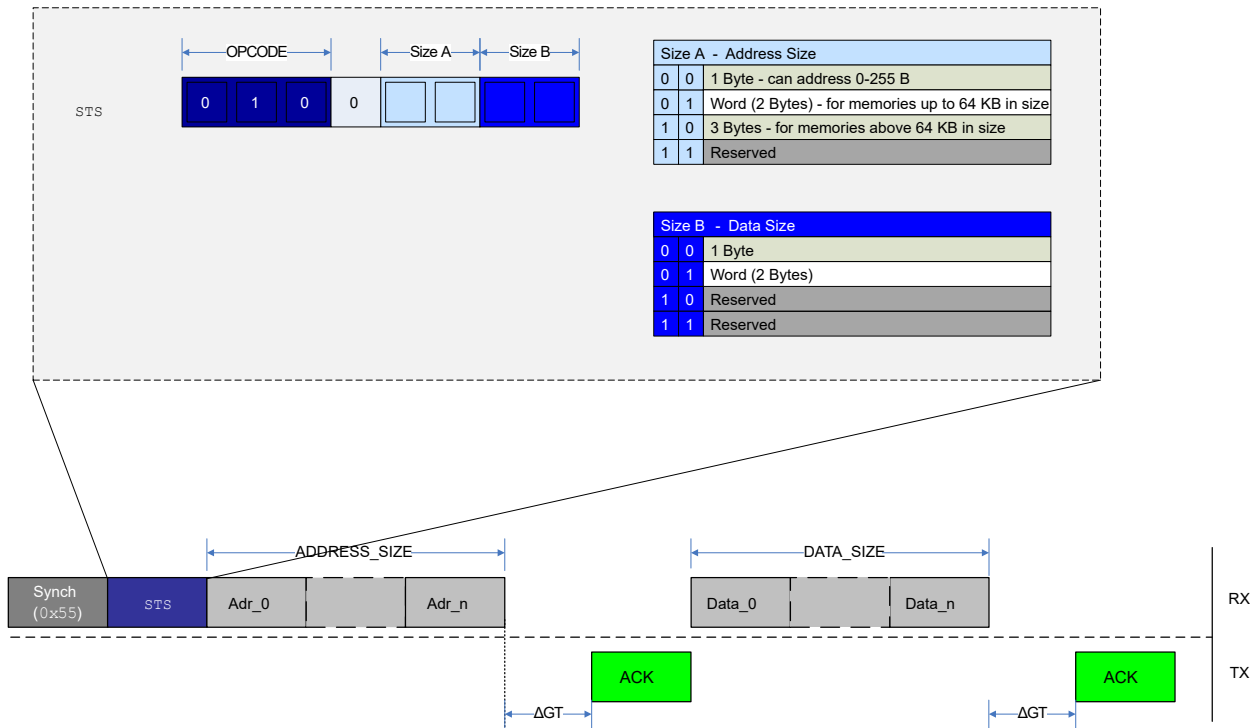 OPCODE Size A Size B
STS 0 1 0 0
Size A - Address Size
0 0 1 Byte - can address 0-255 B
0 1 Word (2 Bytes) - for memories up to 64 KB in size
1 0 3 Bytes - for memories above 64 KB in size
1 1 Reserved
Size B - Data Size
0 0 1 Byte
0 1 Word (2 Bytes)
1 0 Reserved
1 1 Reserved
ADDRESS_SIZE DATA_SIZE
Synch
(0x55)
STS Adr_0 Adr_n Data_0 Data_n RX
ACK ACK TX
ΔGT ΔGT